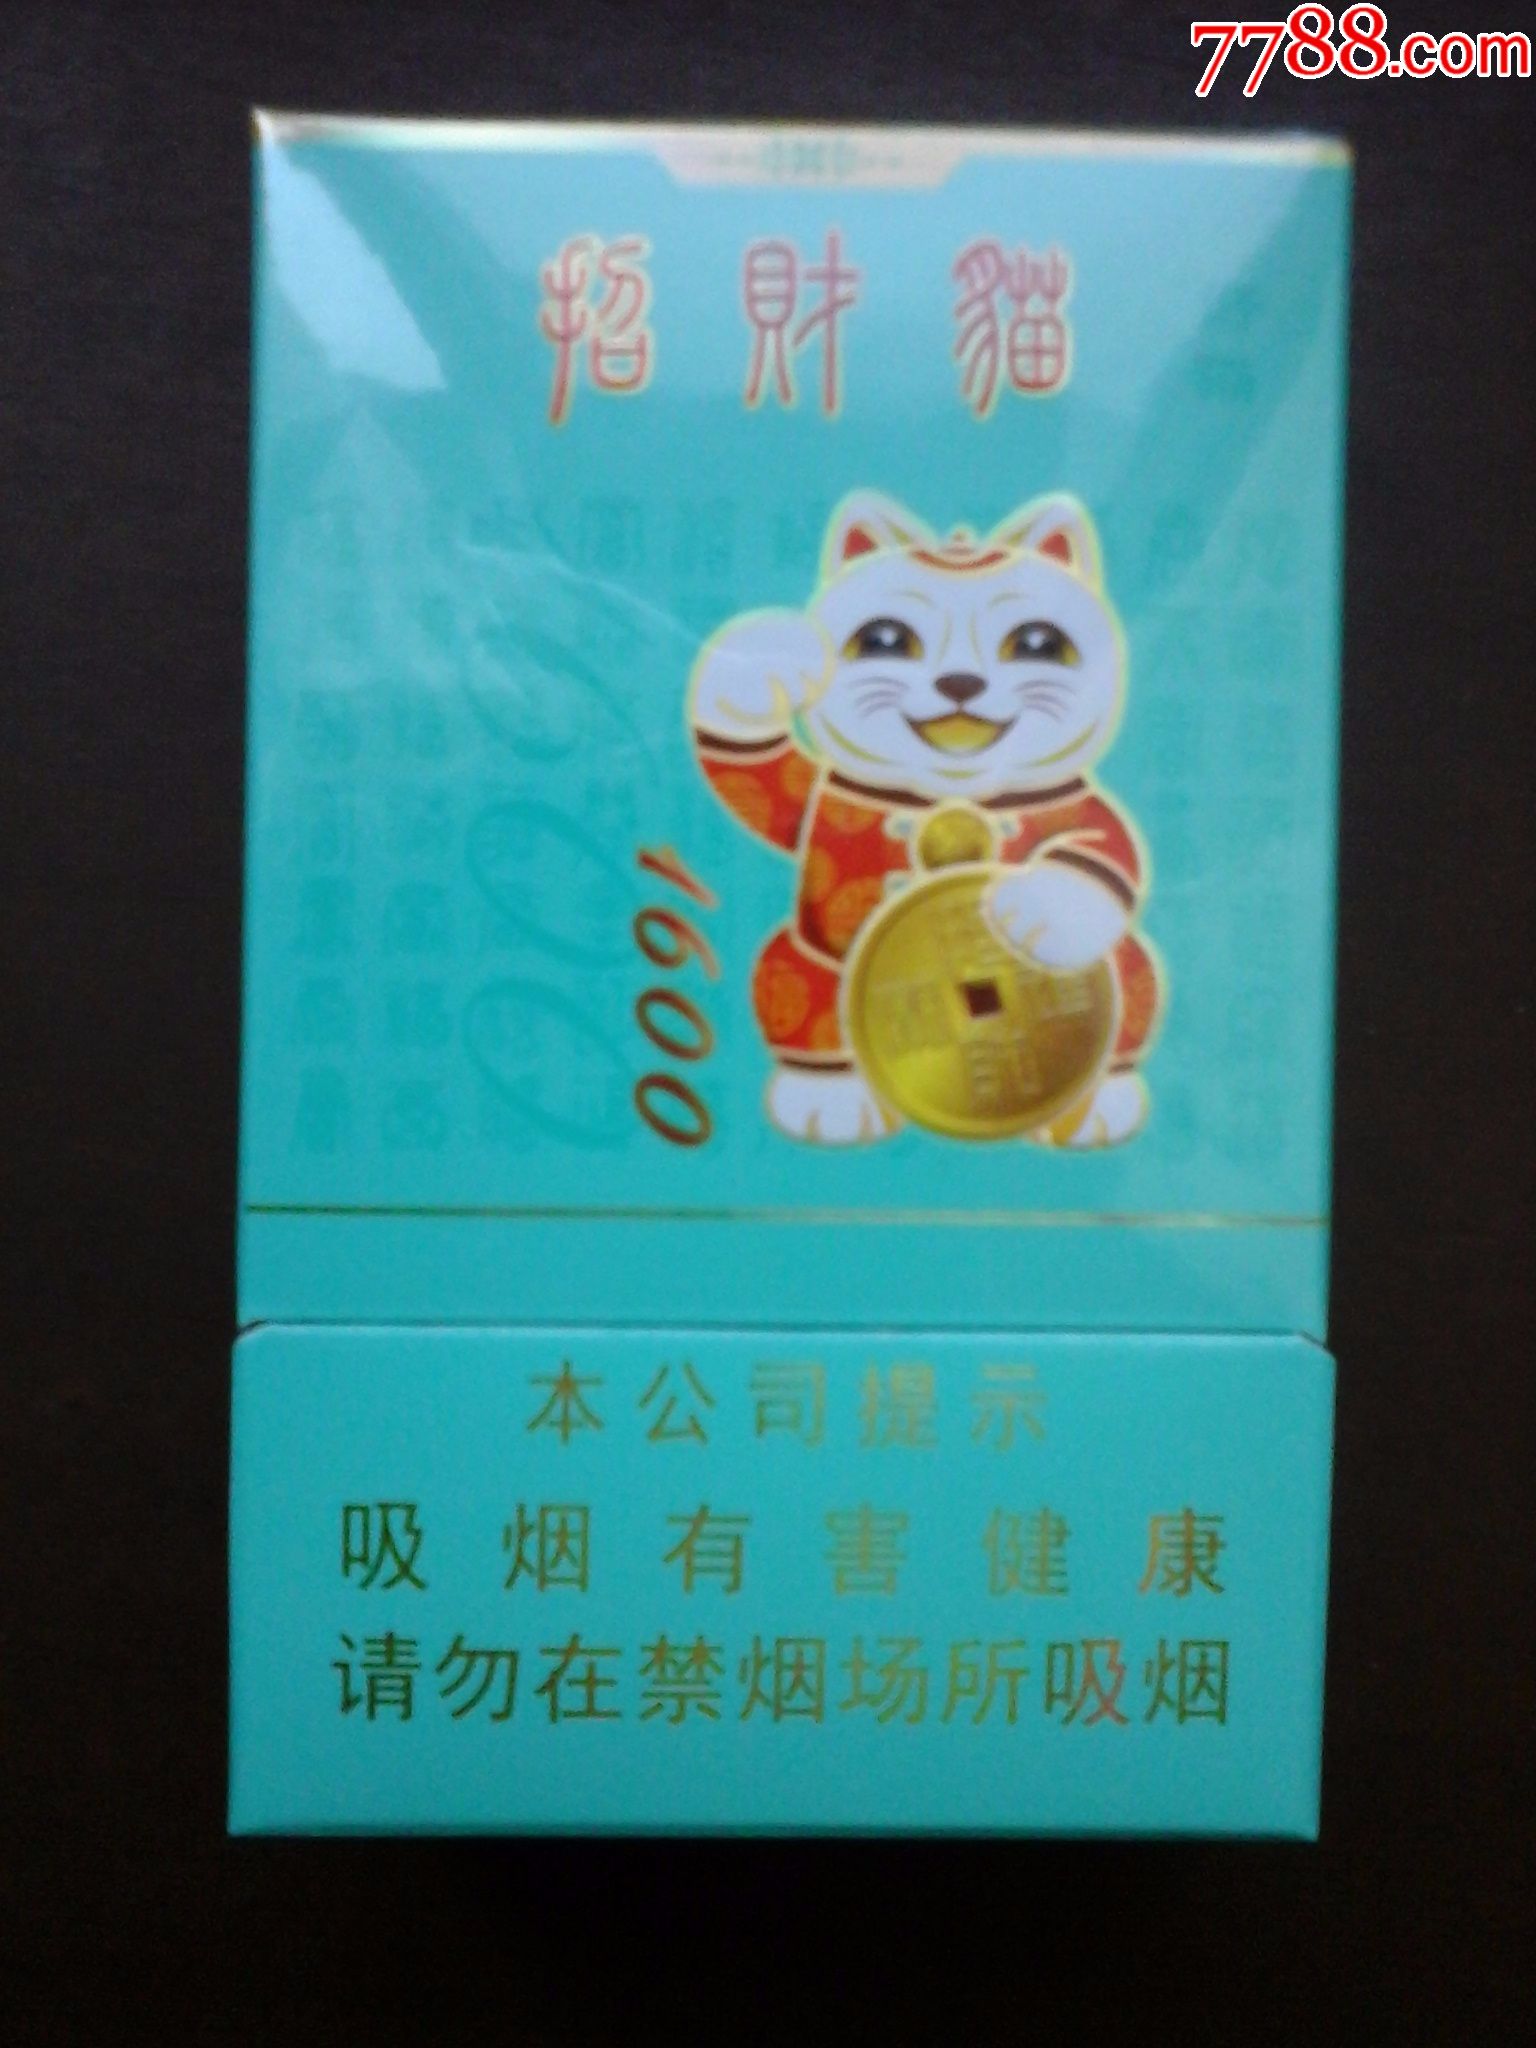 7788.com
招財貓
1600
本公司提示
吸烟有害健康
请勿在禁烟场所吸烟